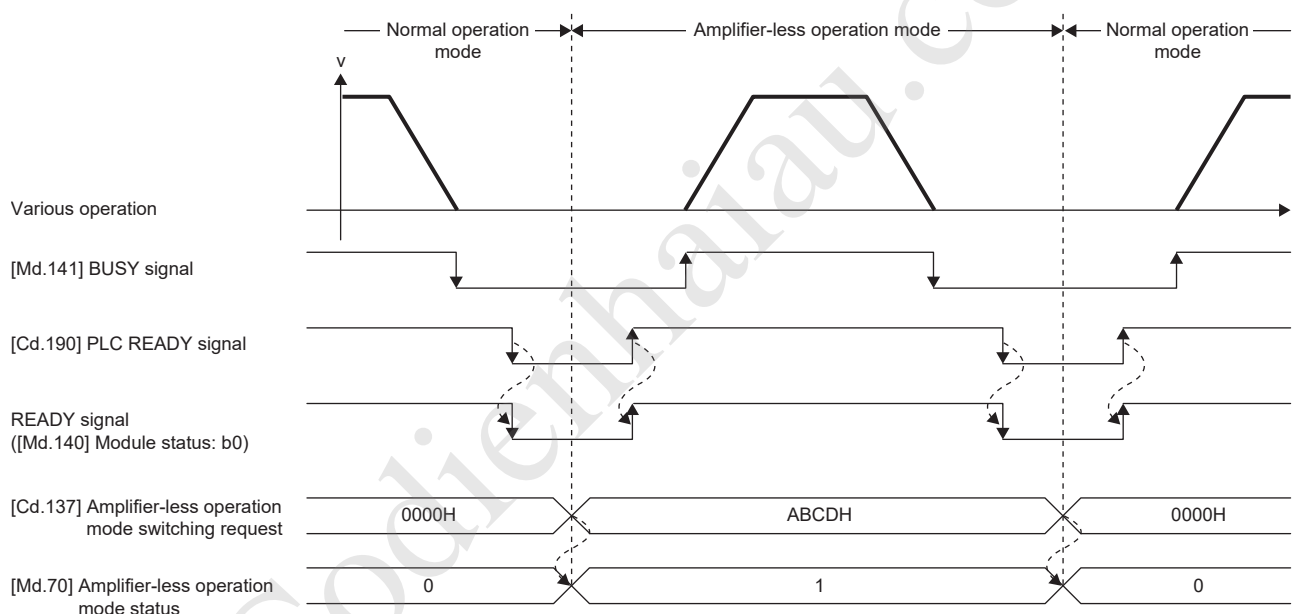 Normal operation
mode
Amplifier-less operation mode
Normal operation
mode
v
Various operation
[Md.141] BUSY signal
[Cd.190] PLC READY signal
READY signal
([Md.140] Module status: b0)
[Cd.137] Amplifier-less operation
mode switching request
0000H
ABCDH
0000H
[Md.70] Amplifier-less operation
mode status
0
1
0
Codienhaiau.co